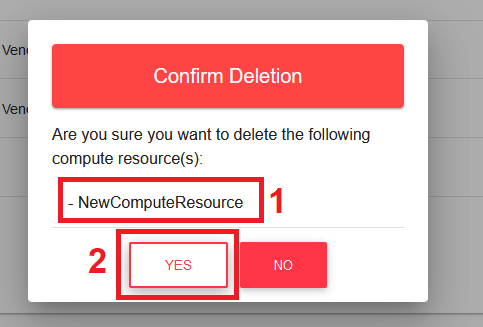 Confirm Deletion
Vend
Are you sure you want to delete the following
compute resource(s):
Vend
- NewComputeResource 1
2 YES NO